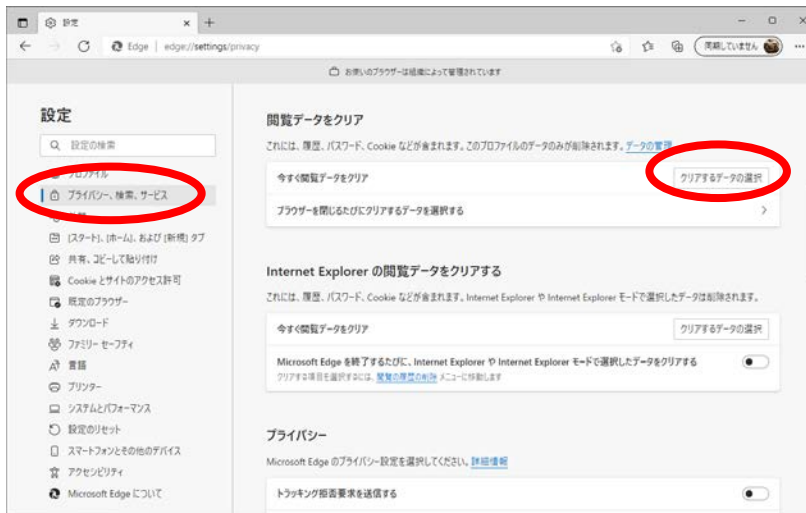 設定
Edge | edge://settings/privacy
同期していません
お使いのブラウザーは組織によって管理されています
設定
設定の検索
プロファイル
プライバシー、検索、サービス
[スタート]、[ホーム]、および [新規] タブ
共有、コピーして貼り付け
Cookie とサイトのアクセス許可
既定のブラウザー
ダウンロード
ファミリー セーフティ
言語
プリンター
システムとパフォーマンス
設定のリセット
スマートフォンとその他のデバイス
アクセシビリティ
Microsoft Edge について
閲覧データをクリア
これには、履歴、パスワード、Cookie などが含まれます。このプロファイルのデータのみが削除されます。データの管理
今すぐ閲覧データをクリア
クリアするデータの選択
ブラウザーを閉じるたびにクリアするデータを選択する
Internet Explorer の閲覧データをクリアする
これには、履歴、パスワード、Cookie などが含まれます。Internet Explorer や Internet Explorer モードで選択したデータは削除されます。
今すぐ閲覧データをクリア
クリアするデータの選択
Microsoft Edge を終了するたびに、Internet Explorer や Internet Explorer モードで選択したデータをクリアする
クリアする項目を選択するには、閲覧の履歴の削除 メニューに移動します
プライバシー
Microsoft Edge のプライバシー設定を選択してください。詳細情報
トラッキング拒否要求を送信する